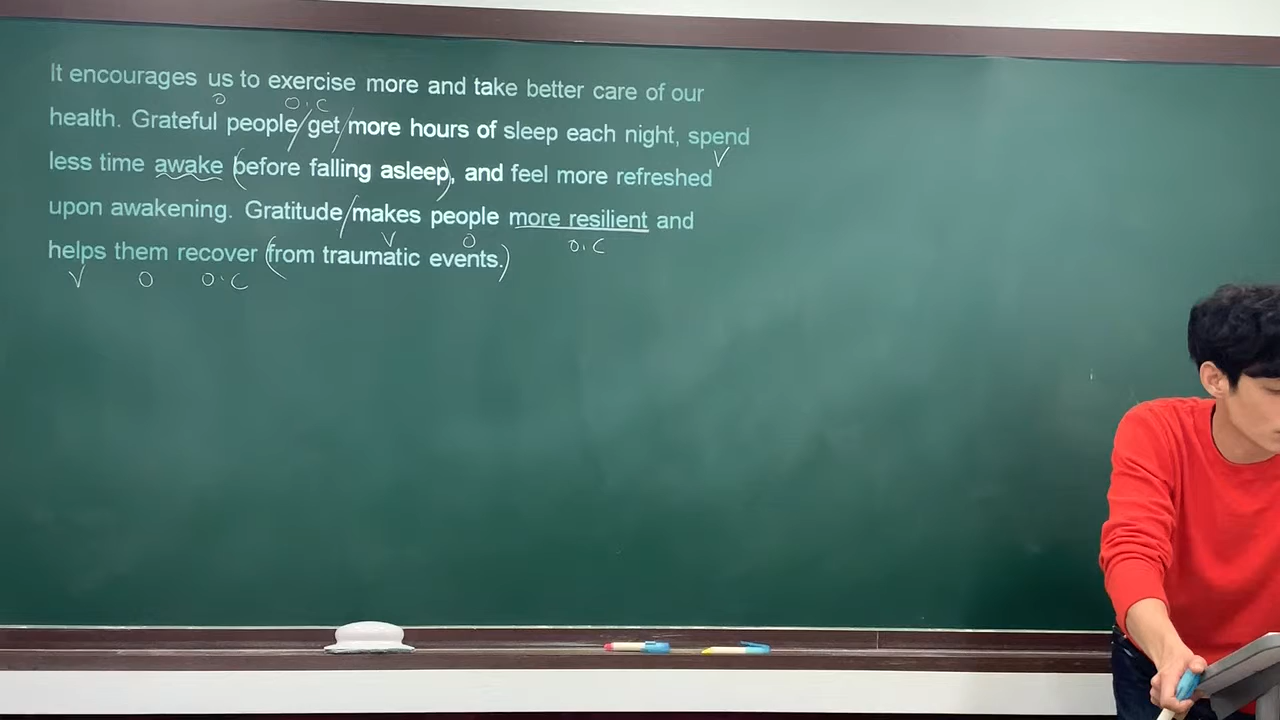 It encourages us to exercise more and take better care of our
O O.C
health. Grateful people/get/more hours of sleep each night, spend
V
less time awake (before falling asleep), and feel more refreshed
upon awakening. Gratitude/makes people more resilient and
V O O.C
helps them recover (from traumatic events.)
V O O.C